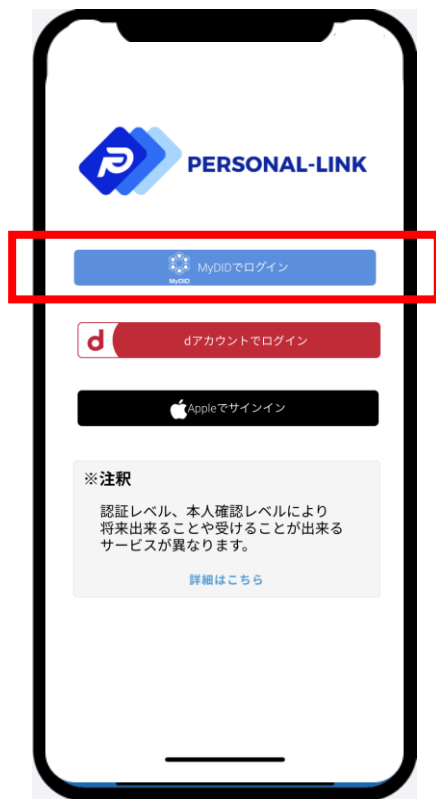 PERSONAL-LINK
MyDIDでログイン
MyDID
d
dアカウントでログイン
Appleでサインイン
※注釈
認証レベル、本人確認レベルにより
将来出来ることや受けることが出来る
サービスが異なります。
詳細はこちら